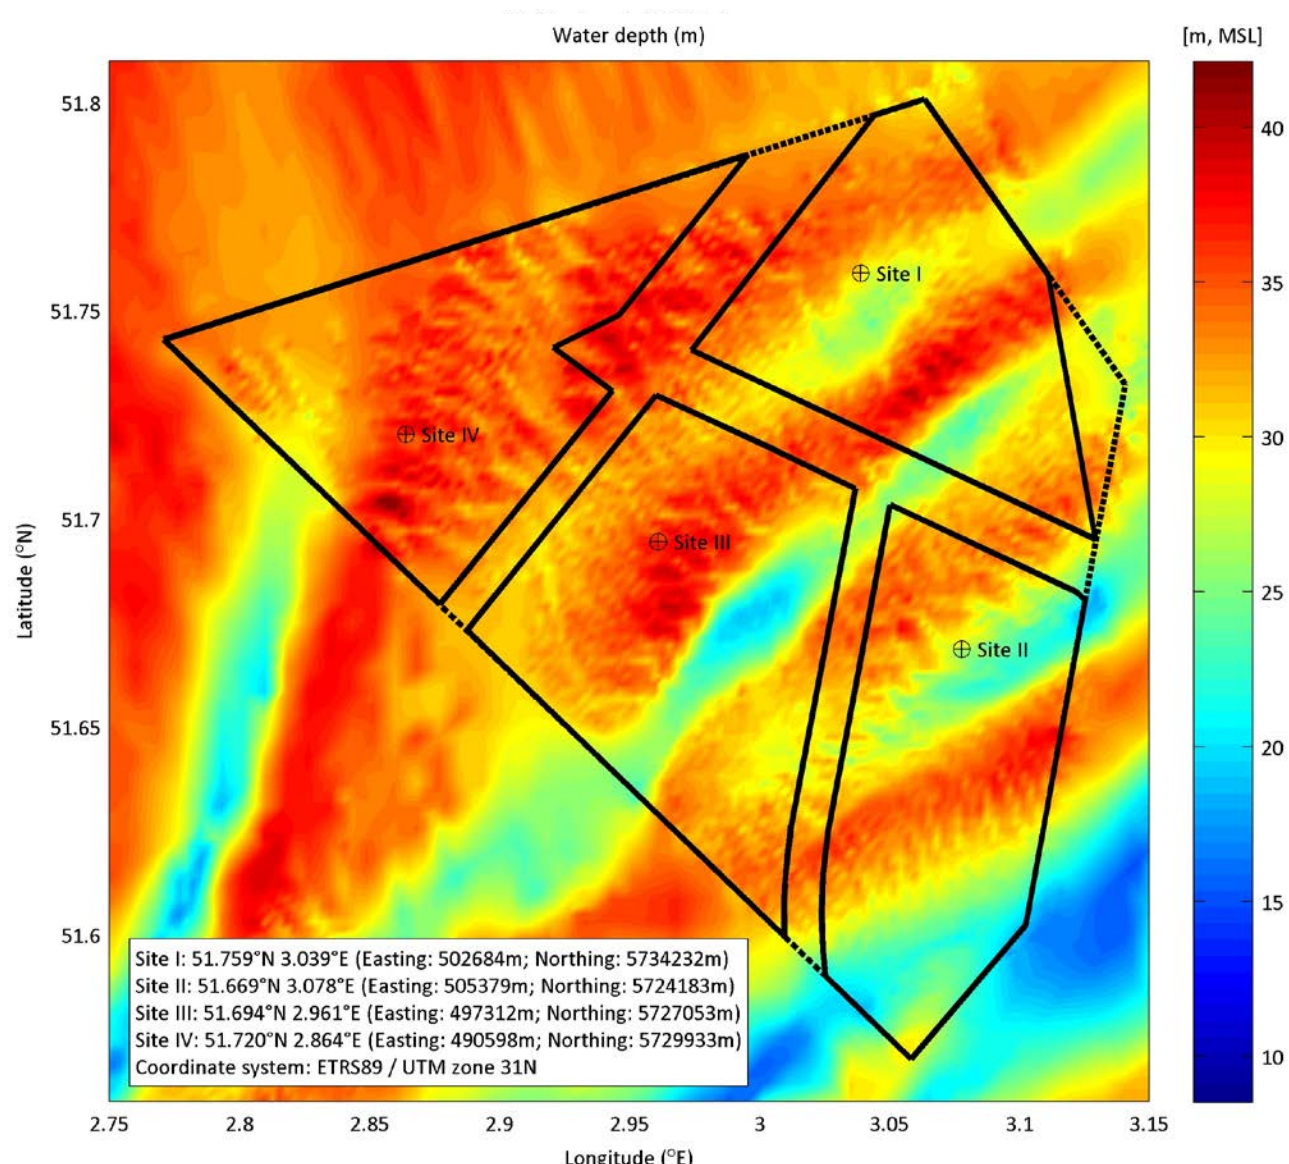 Water depth (m)
[m, MSL]
51.8
51.75
51.7
51.65
51.6
Latitude (°N)
Site I
Site IV
Site III
Site II
40
35
30
25
20
15
10
Site I: 51.759°N 3.039°E (Easting: 502684m; Northing: 5734232m)
Site II: 51.669°N 3.078°E (Easting: 505379m; Northing: 5724183m)
Site III: 51.694°N 2.961°E (Easting: 497312m; Northing: 5727053m)
Site IV: 51.720°N 2.864°E (Easting: 490598m; Northing: 5729933m)
Coordinate system: ETRS89 / UTM zone 31N
2.75 2.8 2.85 2.9 2.95 3 3.05 3.1 3.15
Longitude (°E)